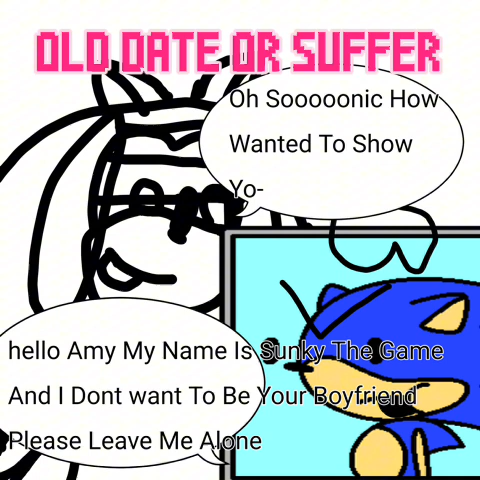 OLD DATE OR SUFFER
Oh Sooooonic How
Wanted To Show
Yo-
hello Amy My Name Is Sunky The Game
And I Dont want To Be Your Boyfriend
Please Leave Me Alone